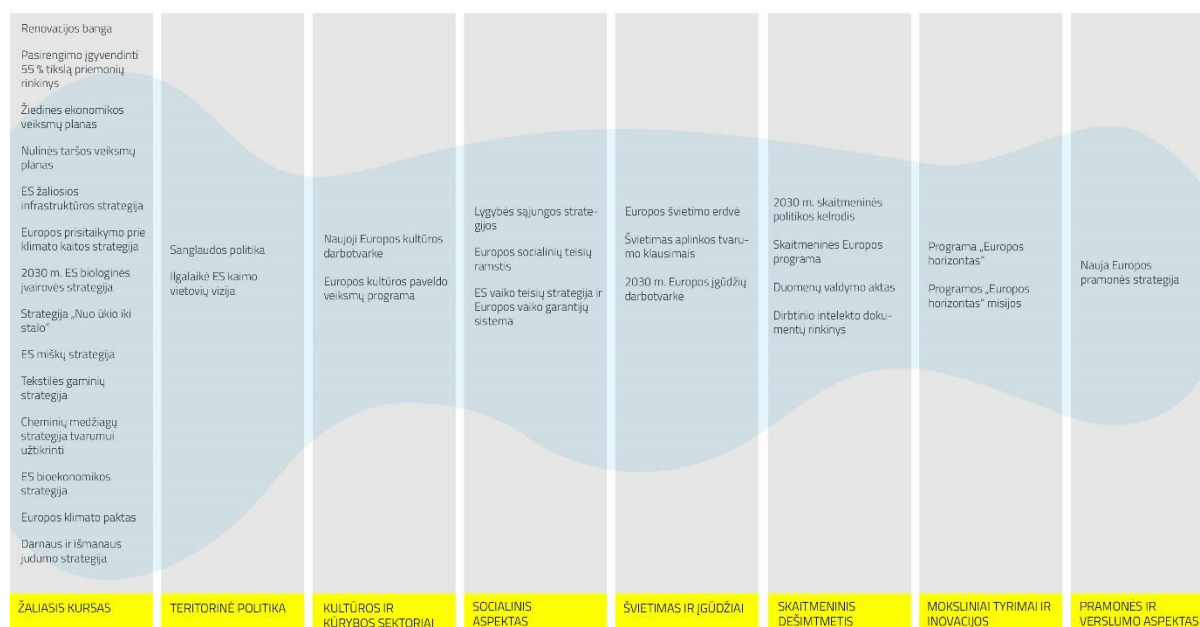 Renovacijos banga
Pasirengimo įgyvendinti
55 % tikslą priemonių
rinkinys
Žiedinės ekonomikos
veiksmų planas
Nulinės taršos veiksmų
planas
ES žaliosios
infrastruktūros strategija
Europos prisitaikymo prie
klimato kaitos strategija
2030 m. ES biologinės
įvairovės strategija
Strategija „Nuo ūkio iki
stalo“
ES miškų strategija
Tekstilės gaminių
strategija
Cheminių medžiagų
strategija tvarumui
užtikrinti
ES bioekonomikos
strategija
Europos klimato paktas
Darnaus ir išmanaus
judumo strategija
ŽALIASIS KURSAS
Sanglaudos politika
Ilgalaikė ES kaimo
vietovių vizija
TERITORINĖ POLITIKA
Naujoji Europos kultūros
darbotvarkė
Europos kultūros paveldo
veiksmų programa
KULTŪROS IR
KŪRYBOS SEKTORIAI
Lygybės sąjungos strate-
gijos
Europos socialinių teisių
ramstis
ES vaiko teisių strategija ir
Europos vaiko garantijų
sistema
SOCIALINIS
ASPEKTAS
Europos švietimo erdvė
Švietimas aplinkos tvaru-
mo klausimais
2030 m. Europos įgūdžių
darbotvarkė
ŠVIETIMAS IR ĮGŪDŽIAI
2030 m. skaitmeninės
politikos kelrodis
Skaitmeninės Europos
programa
Duomenų valdymo aktas
Dirbtinio intelekto doku-
mentų rinkinys
SKAITMENINIS
DEŠIMTMETIS
Programa „Europos
horizontas“
Programos „Europos
horizontas“ misijos
MOKSLINIAI TYRIMAI IR
INOVACIJOS
Nauja Europos
pramonės strategija
PRAMONĖS IR
VERSLUMO ASPEKTAS